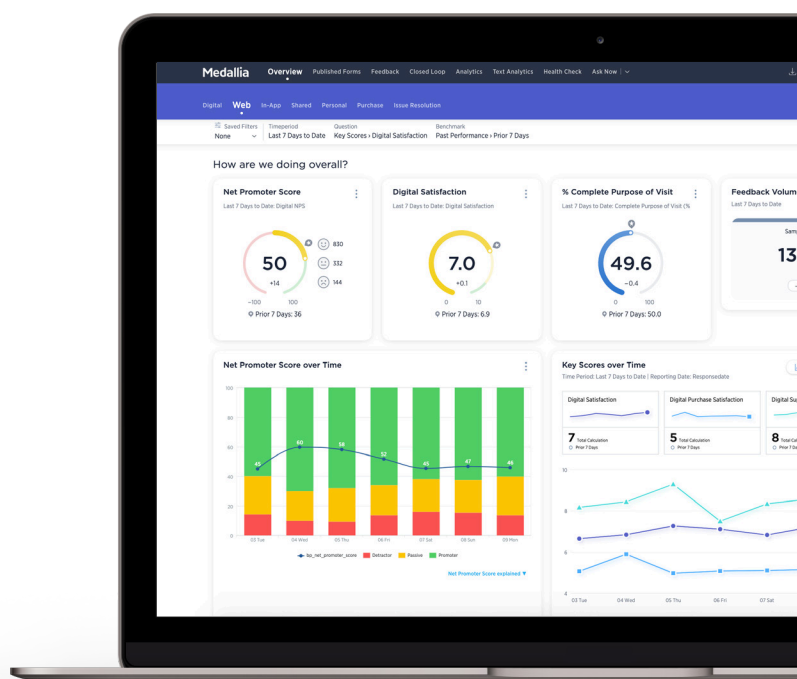 Medallia Overview Published Forms Feedback Closed Loop Analytics Text Analytics Health Check Ask Now
Digital Web In-App Shared Personal Purchase Issue Resolution
Saved Filters Timeperiod Question Benchmark
None Last 7 Days to Date Key Scores › Digital Satisfaction Past Performance › Prior 7 Days
How are we doing overall?
Net Promoter Score
Last 7 Days to Date: Digital NPS
830
332
144
50
+14
-100 100
Prior 7 Days: 36
Digital Satisfaction
Last 7 Days to Date: Digital Satisfaction
7.0
+0.1
0 10
Prior 7 Days: 6.9
% Complete Purpose of Visit
Last 7 Days to Date: Complete Purpose of Visit (%
49.6
-0.4
0 100
Prior 7 Days: 50.0
Feedback Volum
Last 7 Days to Date
Sam
13
Net Promoter Score over Time
100
80
60
40
20
0
45 60 58 52 45 47 46
03 Tue 04 Wed 05 Thu 06 Fri 07 Sat 08 Sun 09 Mon
bp_net_promoter_score Detractor Passive Promoter
Net Promoter Score explained
Key Scores over Time
Time Period: Last 7 Days to Date | Reporting Date: Responsedate
Digital Satisfaction
7 Total Calculation
Prior 7 Days
Digital Purchase Satisfaction
5 Total Calculation
Prior 7 Days
Digital Su
8 Total Cal
Prior 7 Da
10
8
6
4
03 Tue 04 Wed 05 Thu 06 Fri 07 Sat